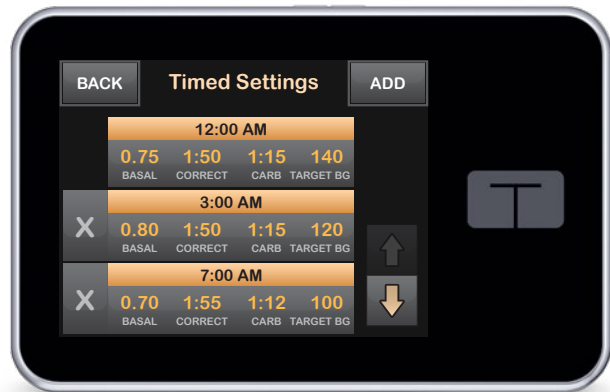 BACK Timed Settings ADD
12:00 AM
0.75 1:50 1:15 140
BASAL CORRECT CARB TARGET BG
3:00 AM
X
0.80 1:50 1:15 120
BASAL CORRECT CARB TARGET BG
7:00 AM
X
0.70 1:55 1:12 100
BASAL CORRECT CARB TARGET BG